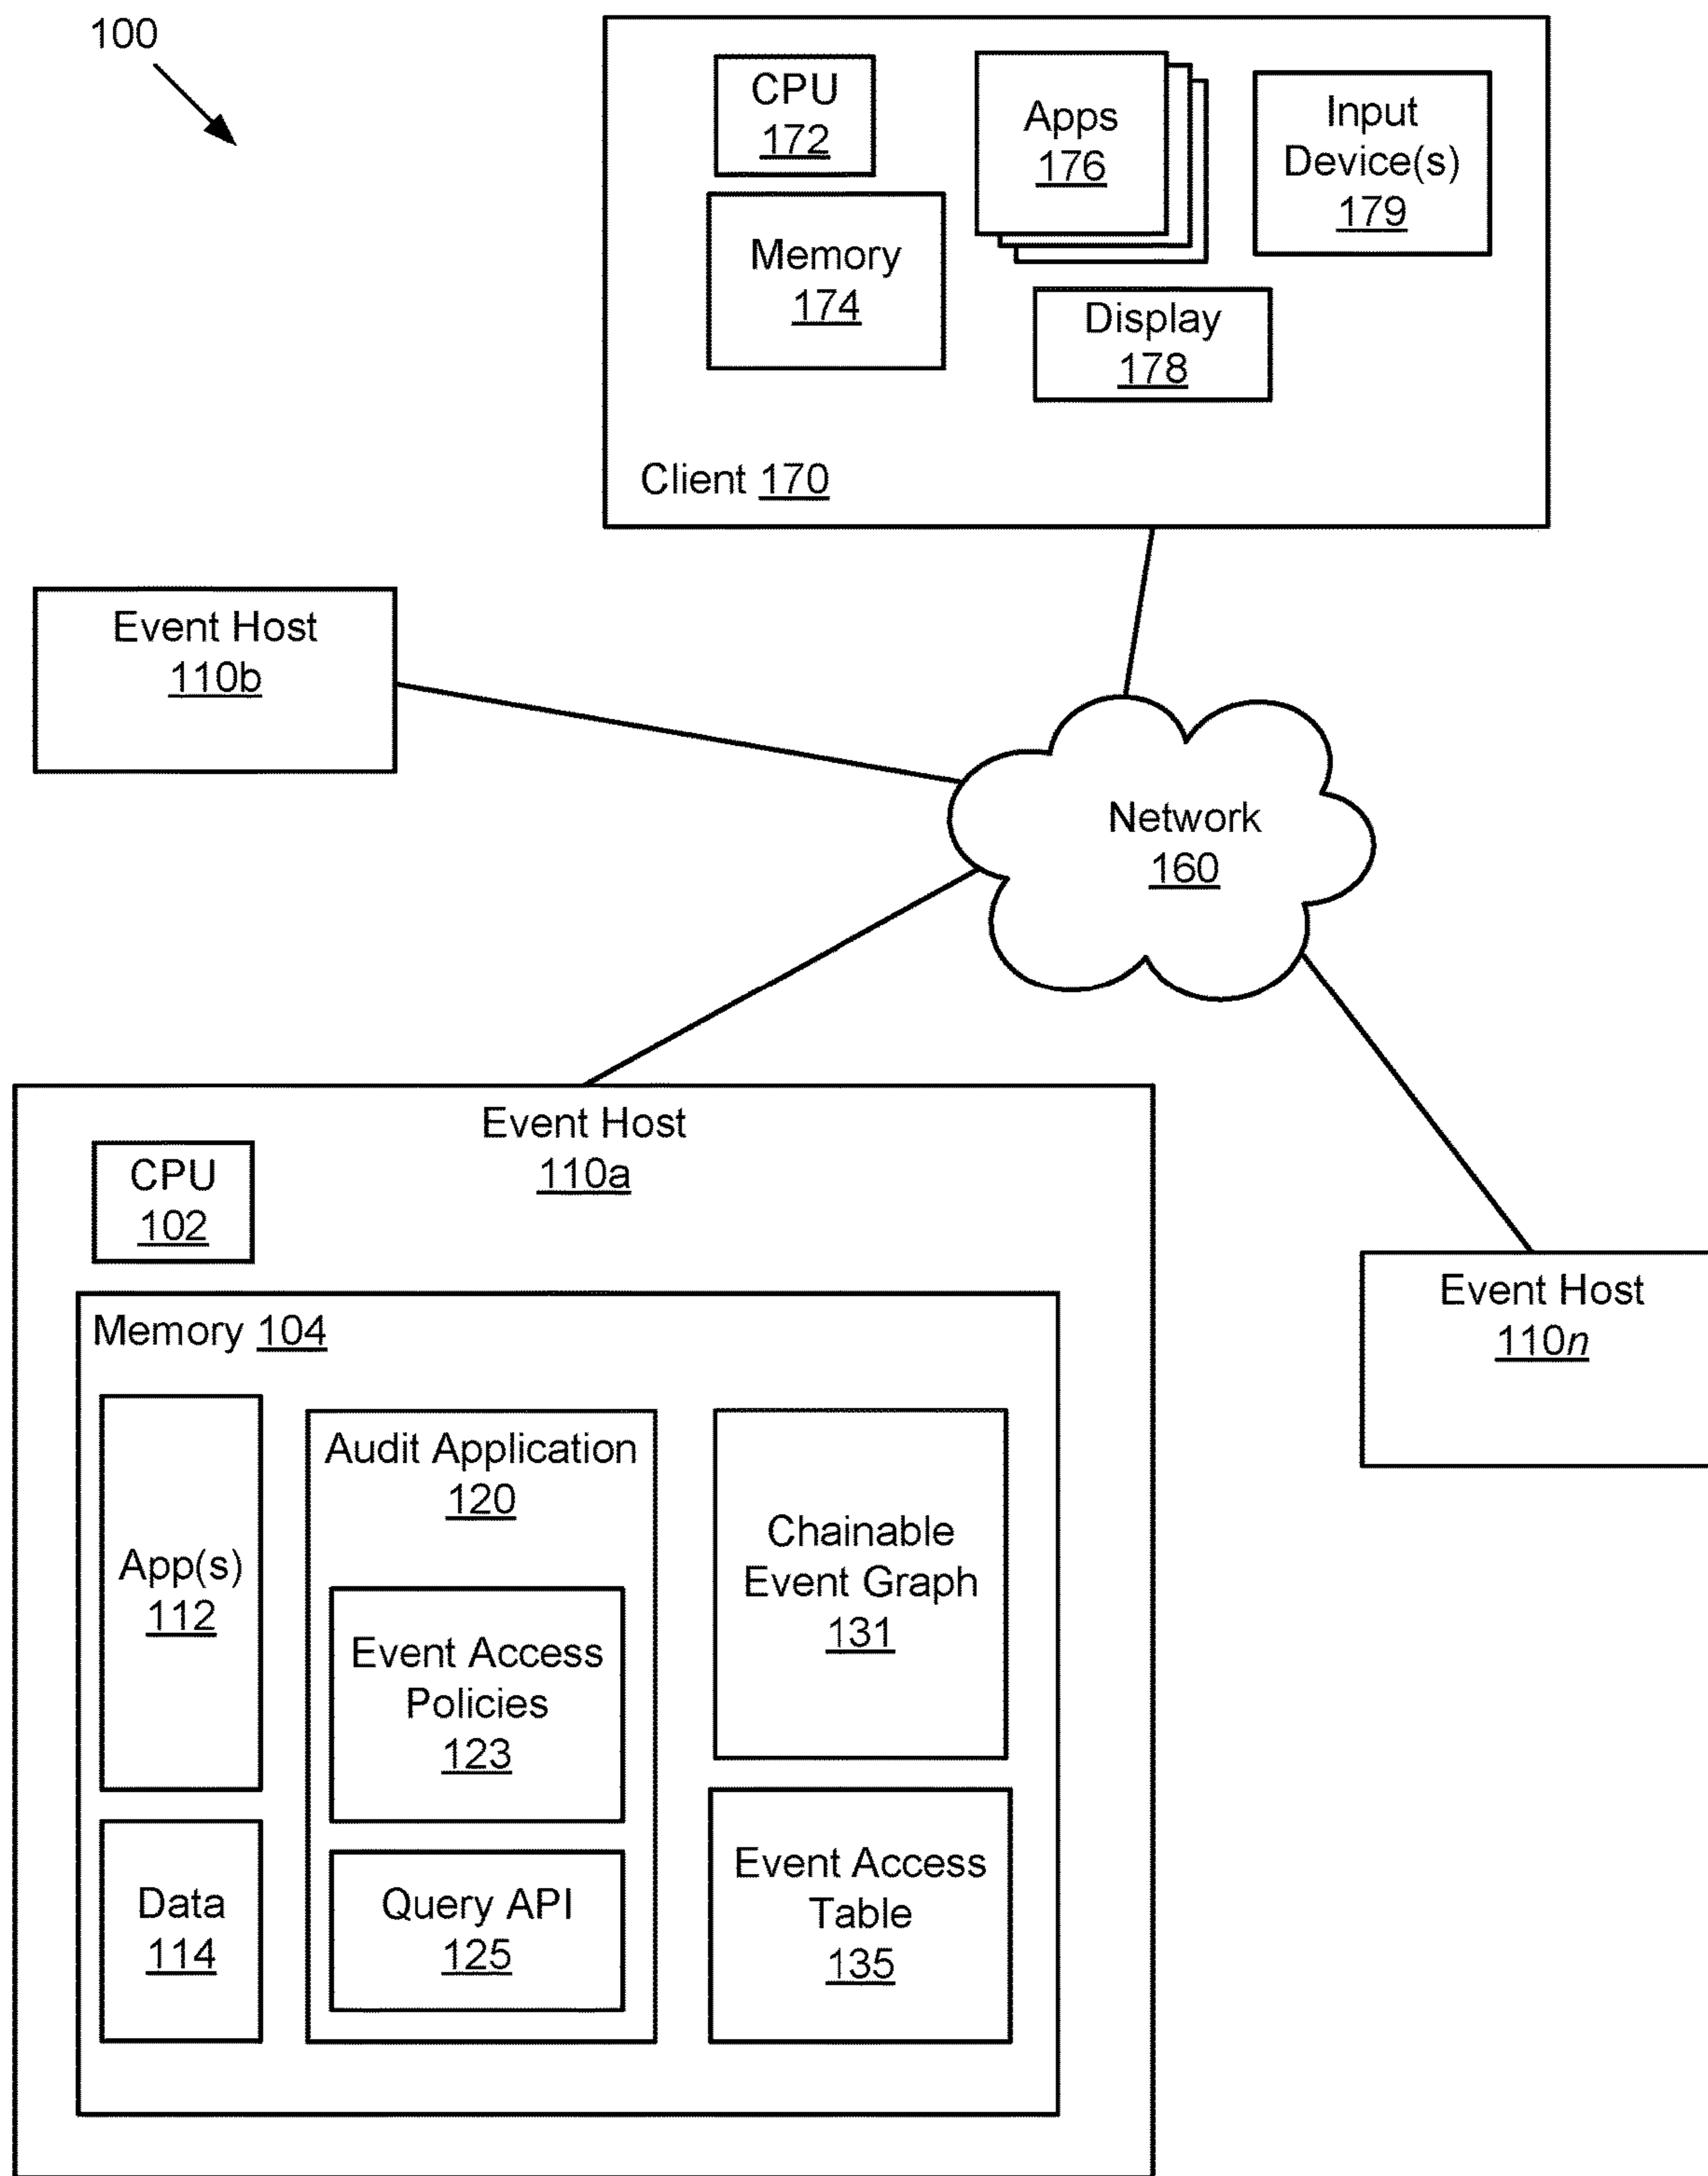 100
CPU
172
Apps
176
Input
Device(s)
179
Memory
174
Display
178
Client 170
Event Host
110b
Network
160
Event Host
110a
CPU
102
Event Host
110n
Memory 104
App(s)
112
Audit Application
120
Event Access
Policies
123
Chainable
Event Graph
131
Data
114
Query API
125
Event Access
Table
135